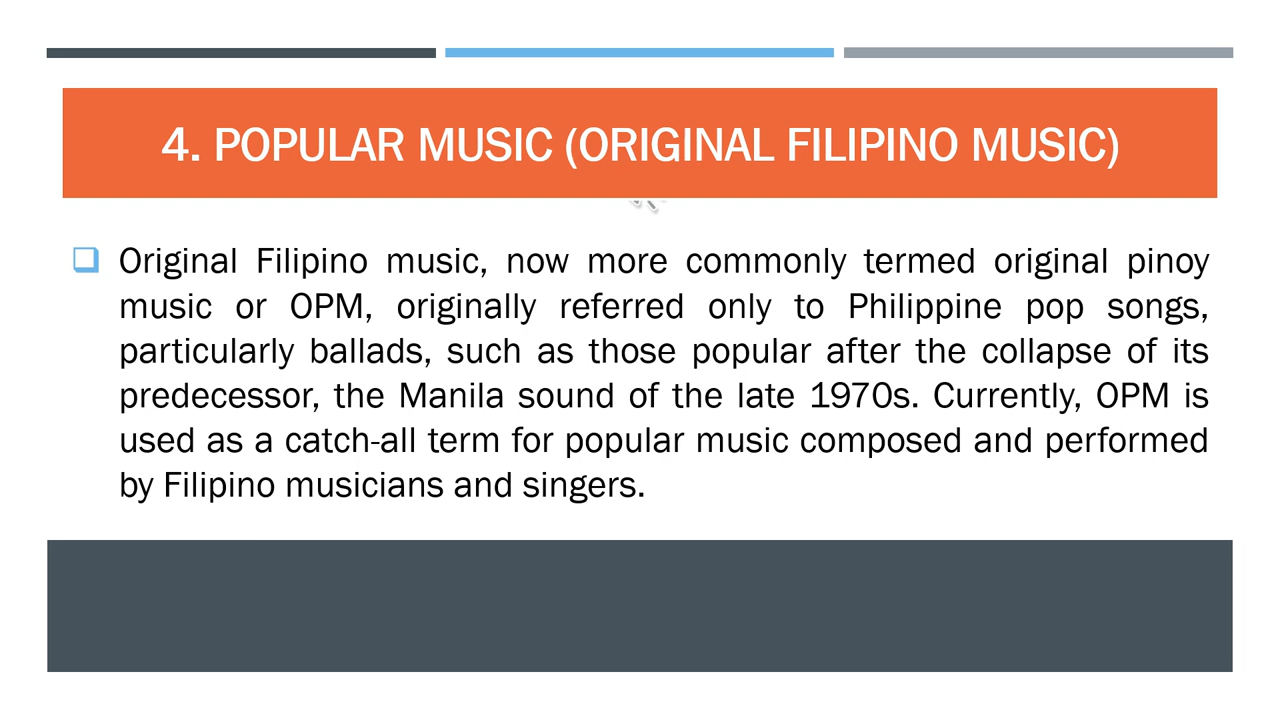 4. POPULAR MUSIC (ORIGINAL FILIPINO MUSIC)
Original Filipino music, now more commonly termed original pinoy
music or OPM, originally referred only to Philippine pop songs,
particularly ballads, such as those popular after the collapse of its
predecessor, the Manila sound of the late 1970s. Currently, OPM is
used as a catch-all term for popular music composed and performed
by Filipino musicians and singers.